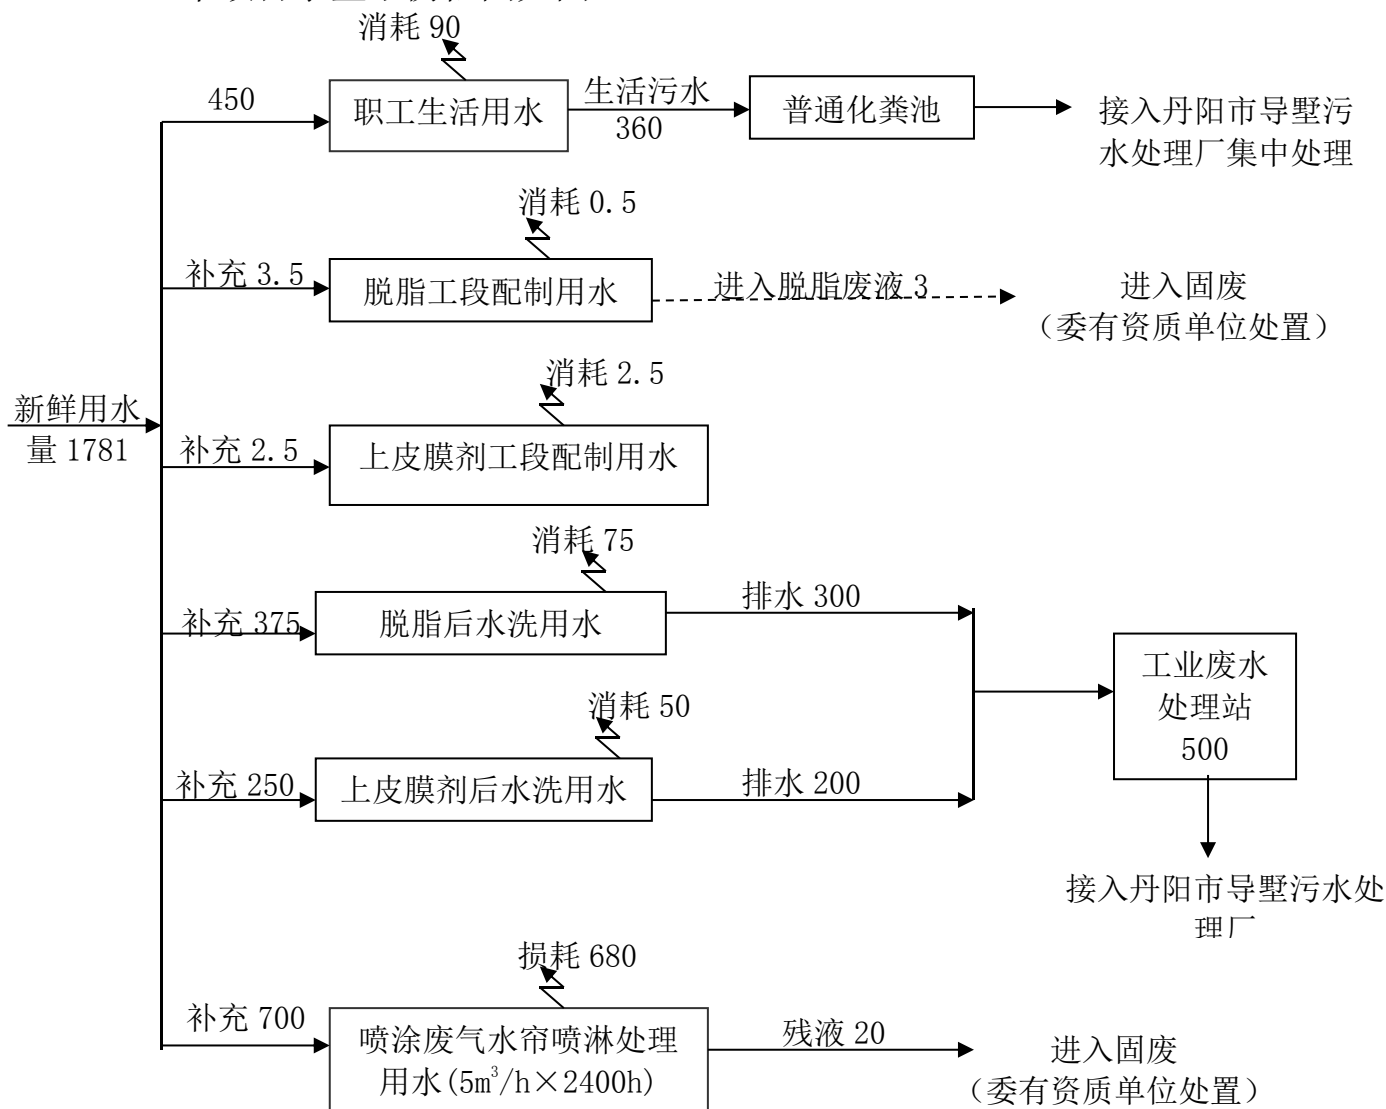 消耗 90
450
职工生活用水
生活污水
360
普通化粪池
接入丹阳市导墅污
水处理厂集中处理
消耗 0.5
补充 3.5
脱脂工段配制用水
进入脱脂废液 3
进入固废
（委有资质单位处置）
消耗 2.5
新鲜用水
量 1781
补充 2.5
上皮膜剂工段配制用水
消耗 75
补充 375
脱脂后水洗用水
排水 300
工业废水
处理站
500
消耗 50
补充 250
上皮膜剂后水洗用水
排水 200
接入丹阳市导墅污水处
理厂
损耗 680
补充 700
喷涂废气水帘喷淋处理
用水(5m³/h×2400h)
残液 20
进入固废
（委有资质单位处置）